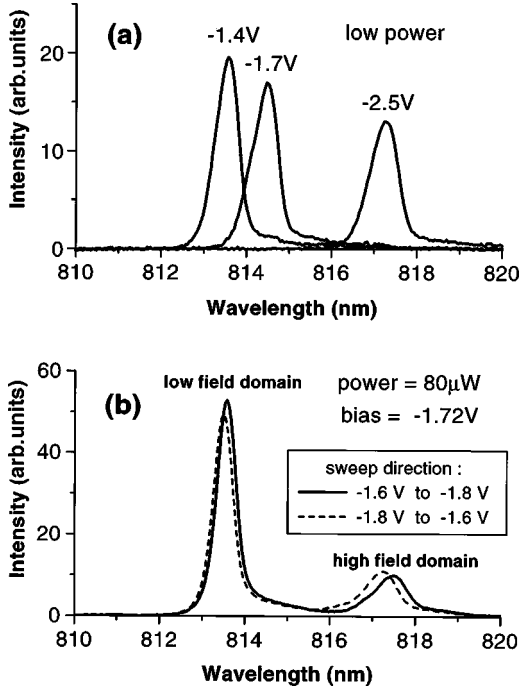 (a)
low power
-1.4V
-1.7V
-2.5V
Intensity (arb.units)
20
10
0
810 812 814 816 818 820
Wavelength (nm)
(b)
low field domain
power = 80μW
bias = -1.72V
sweep direction :
-1.6 V to -1.8 V
-1.8 V to -1.6 V
high field domain
Intensity (arb.units)
60
40
20
0
810 812 814 816 818 820
Wavelength (nm)